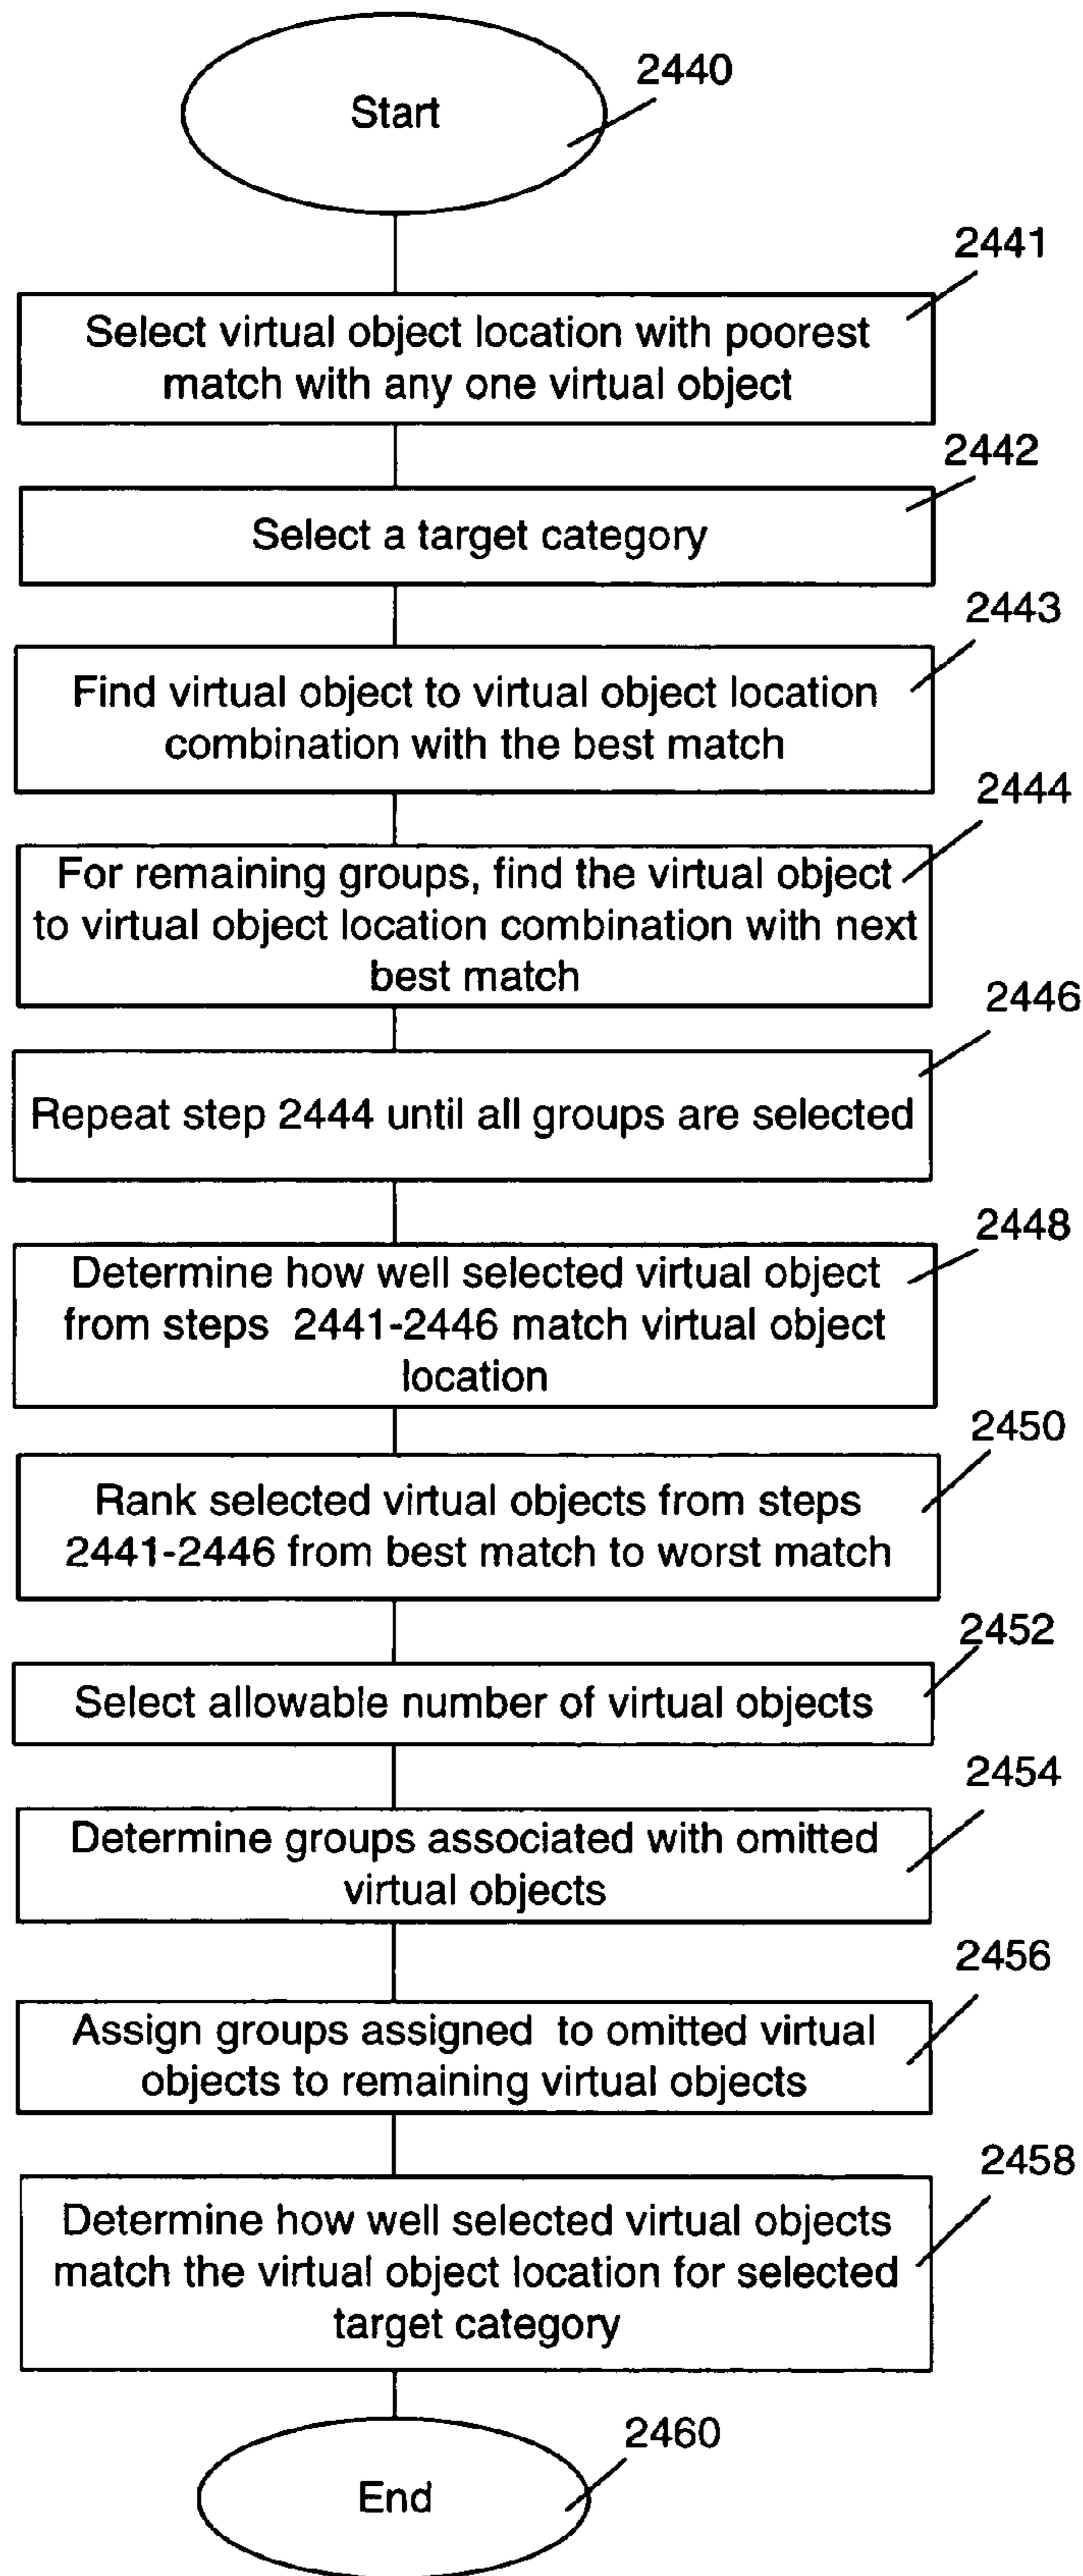 2440
Start
2441
Select virtual object location with poorest
match with any one virtual object
2442
Select a target category
2443
Find virtual object to virtual object location
combination with the best match
2444
For remaining groups, find the virtual object
to virtual object location combination with next
best match
2446
Repeat step 2444 until all groups are selected
2448
Determine how well selected virtual object
from steps 2441-2446 match virtual object
location
2450
Rank selected virtual objects from steps
2441-2446 from best match to worst match
2452
Select allowable number of virtual objects
2454
Determine groups associated with omitted
virtual objects
2456
Assign groups assigned to omitted virtual
objects to remaining virtual objects
2458
Determine how well selected virtual objects
match the virtual object location for selected
target category
2460
End